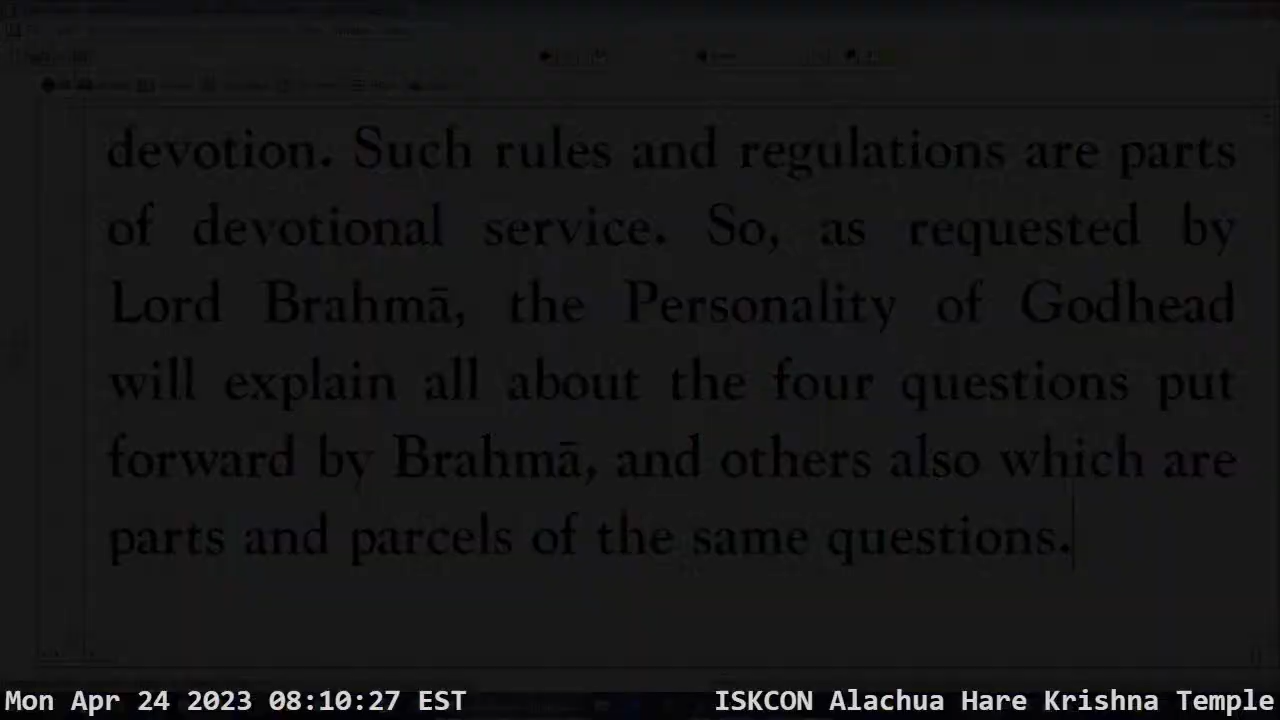 devotion. Such rules and regulations are parts
of devotional service. So, as requested by
Lord Brahmā, the Personality of Godhead
will explain all about the four questions put
forward by Brahmā, and others also which are
parts and parcels of the same questions.
Mon Apr 24 2023 08:10:27 EST
ISKCON Alachua Hare Krishna Temple